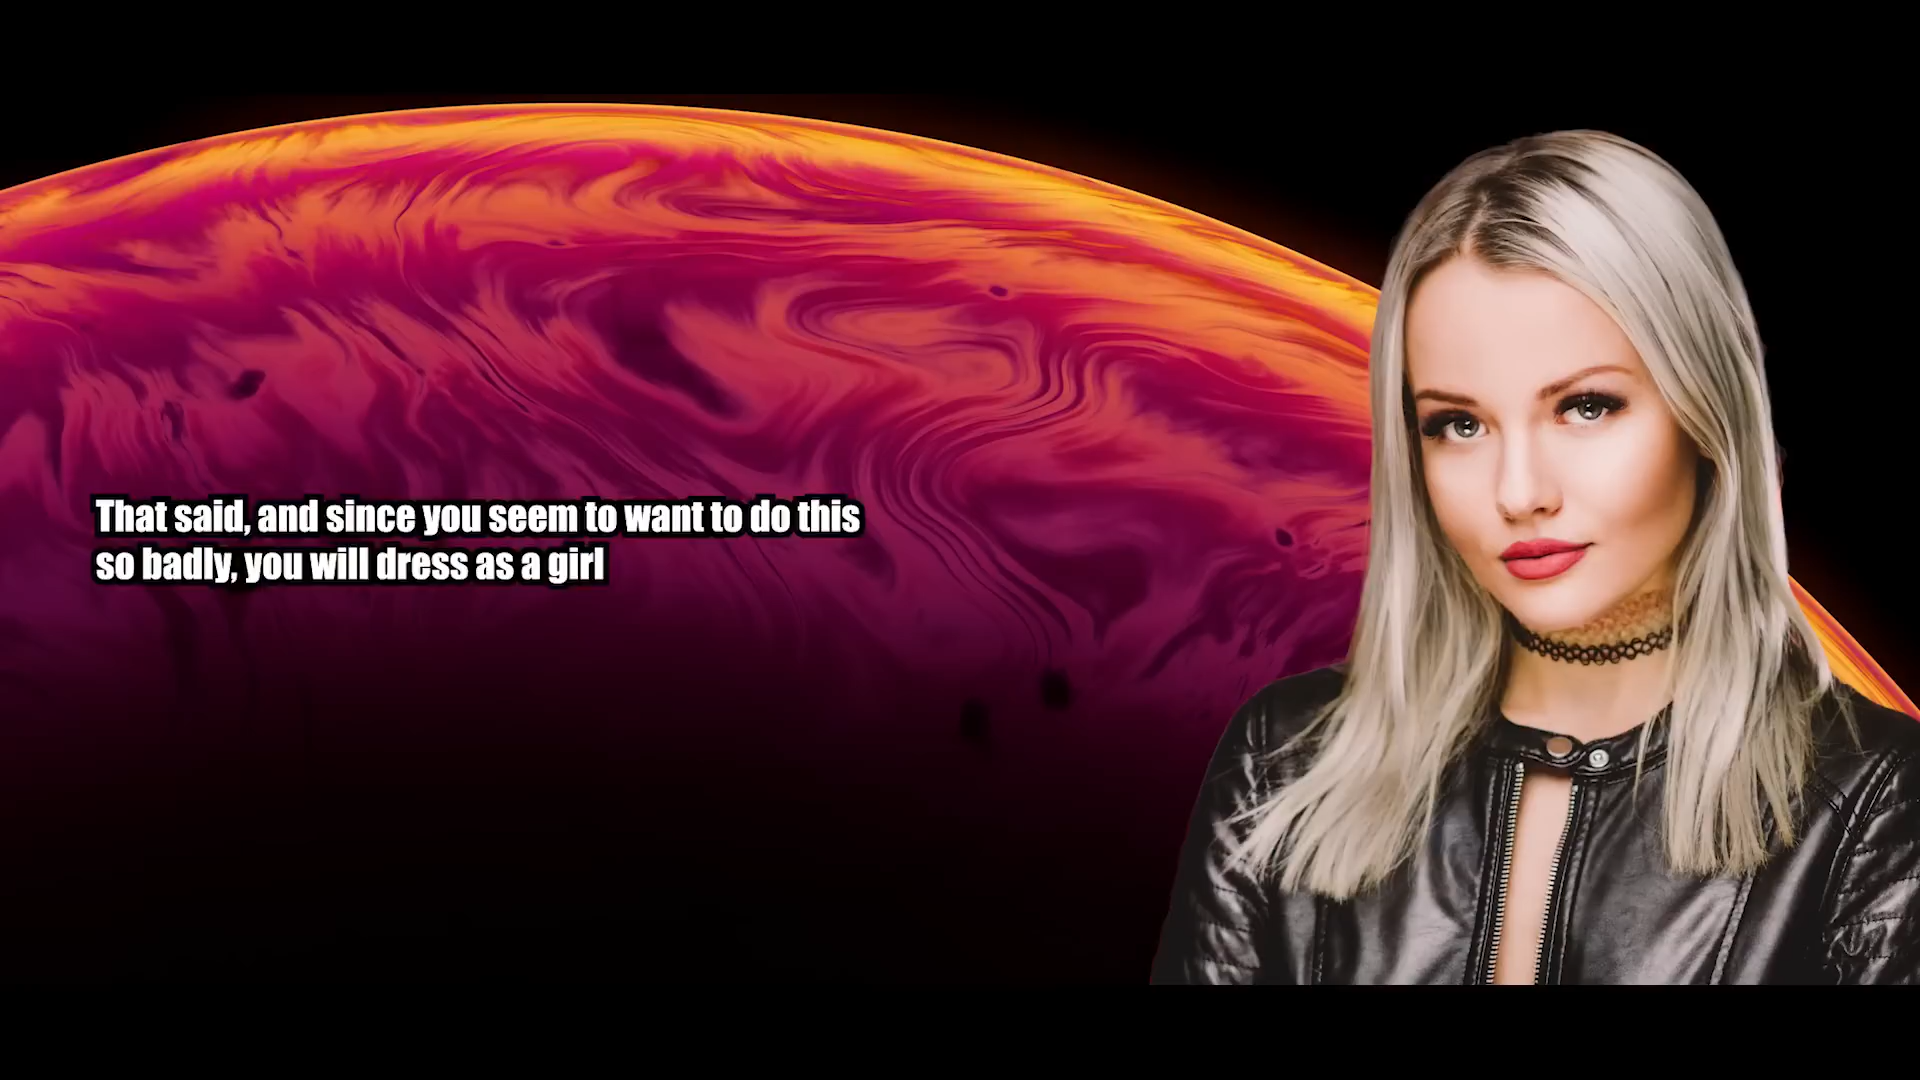 That said, and since you seem to want to do this
so badly, you will dress as a girl